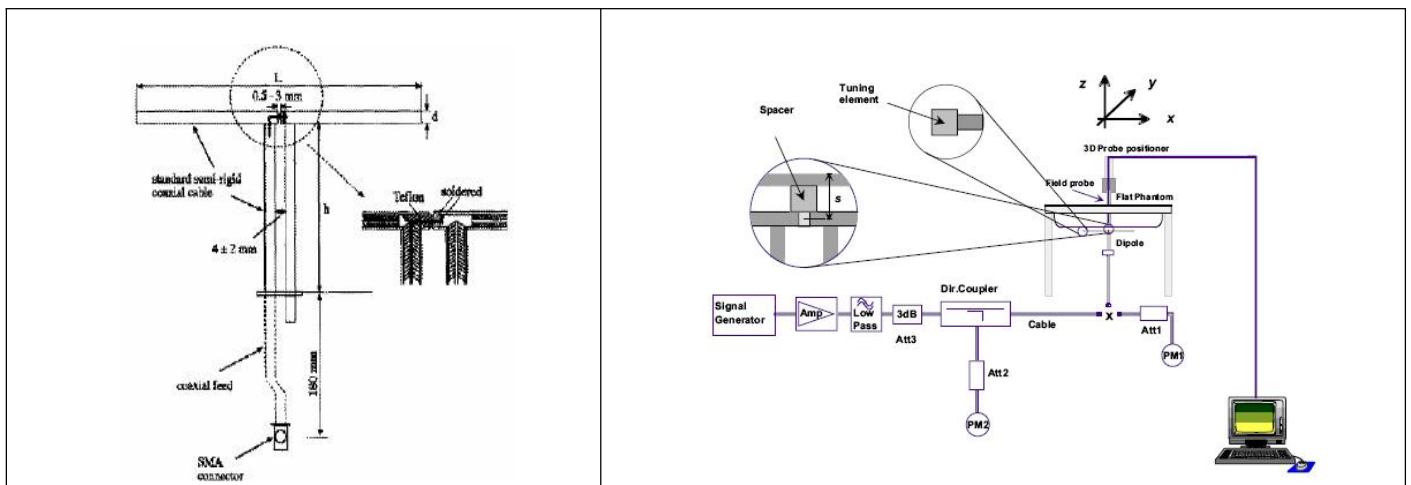 L
0.5–3 mm
d
standard semi-rigid
coaxial cable
h
Teflon
soldered
4 ± 2 mm
coaxial feed
180 mm
SMA
connector
Tuning
element
Spacer
s
z
y
x
3D Probe positioner
Field probe
Flat Phantom
Dipole
Signal
Generator
Amp
Low
Pass
3dB
Att3
Dir.Coupler
Cable
x
Att1
PM1
Att2
PM2